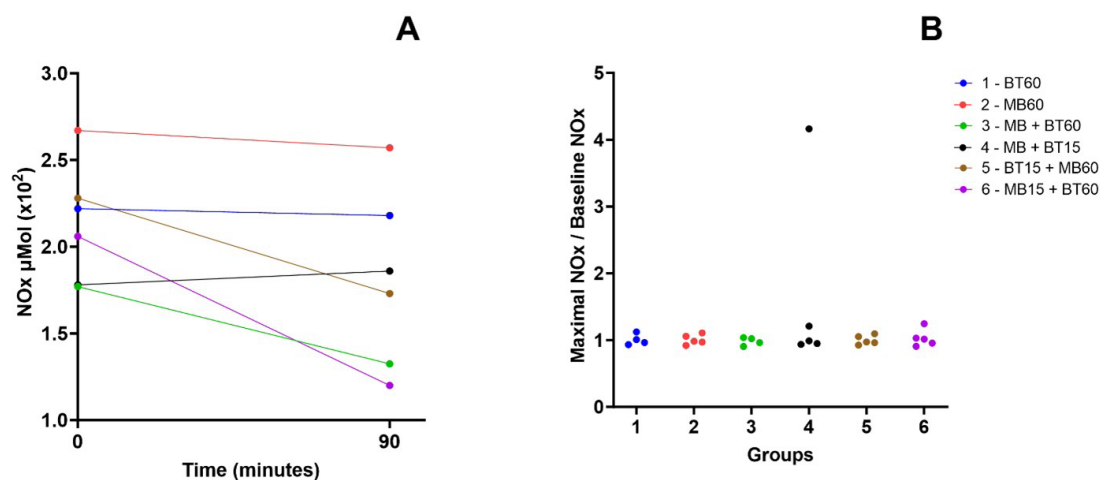 A
NOx µMol (x10²)
3.0
2.5
2.0
1.5
1.0
0
90
Time (minutes)
B
Maximal NOx / Baseline NOx
5
4
3
2
1
0
1 2 3 4 5 6
Groups
1 - BT60
2 - MB60
3 - MB + BT60
4 - MB + BT15
5 - BT15 + MB60
6 - MB15 + BT60